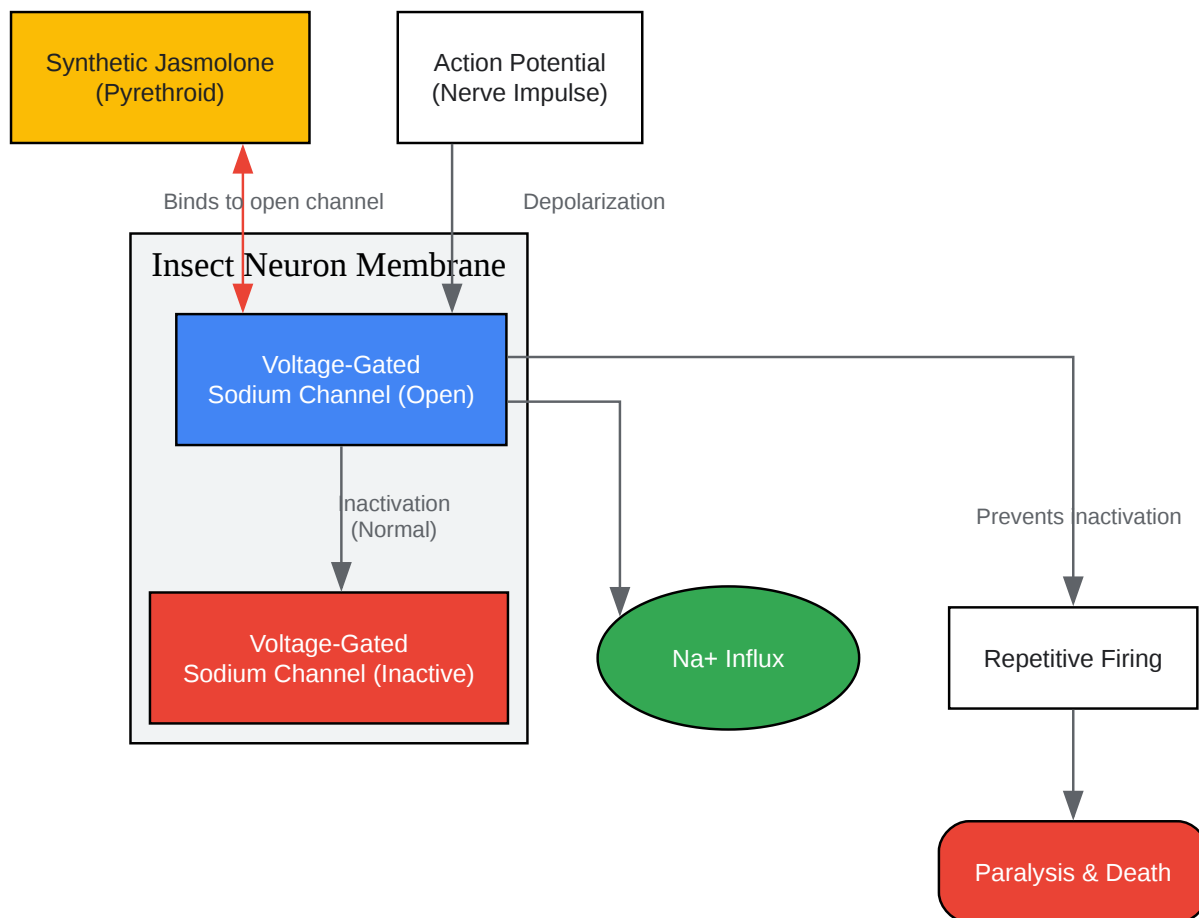 Synthetic Jasmolone
(Pyrethroid)
Action Potential
(Nerve Impulse)
Binds to open channel
Depolarization
Insect Neuron Membrane
Voltage-Gated
Sodium Channel (Open)
Inactivation
(Normal)
Prevents inactivation
Voltage-Gated
Sodium Channel (Inactive)
Na+ Influx
Repetitive Firing
Paralysis & Death